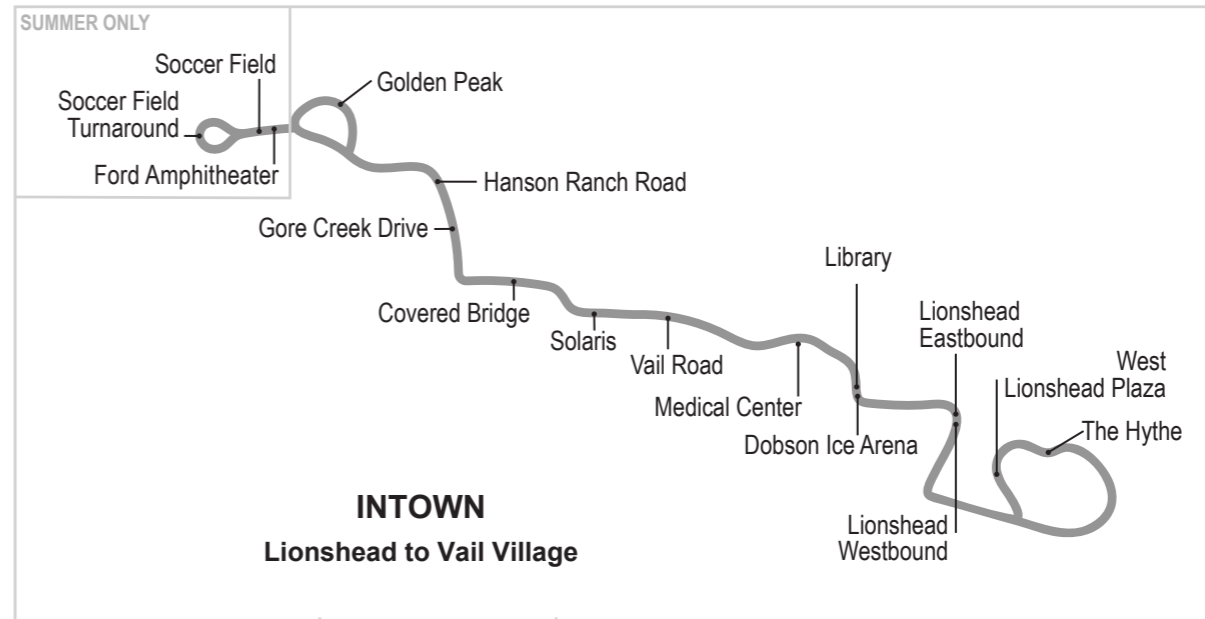 SUMMER ONLY
Soccer Field
Soccer Field
Turnaround
Ford Amphitheater
Golden Peak
Hanson Ranch Road
Gore Creek Drive
Covered Bridge
Solaris
Vail Road
Medical Center
Library
Dobson Ice Arena
Lionshead
Eastbound
West
Lionshead Plaza
The Hythe
Lionshead
Westbound
INTOWN
Lionshead to Vail Village